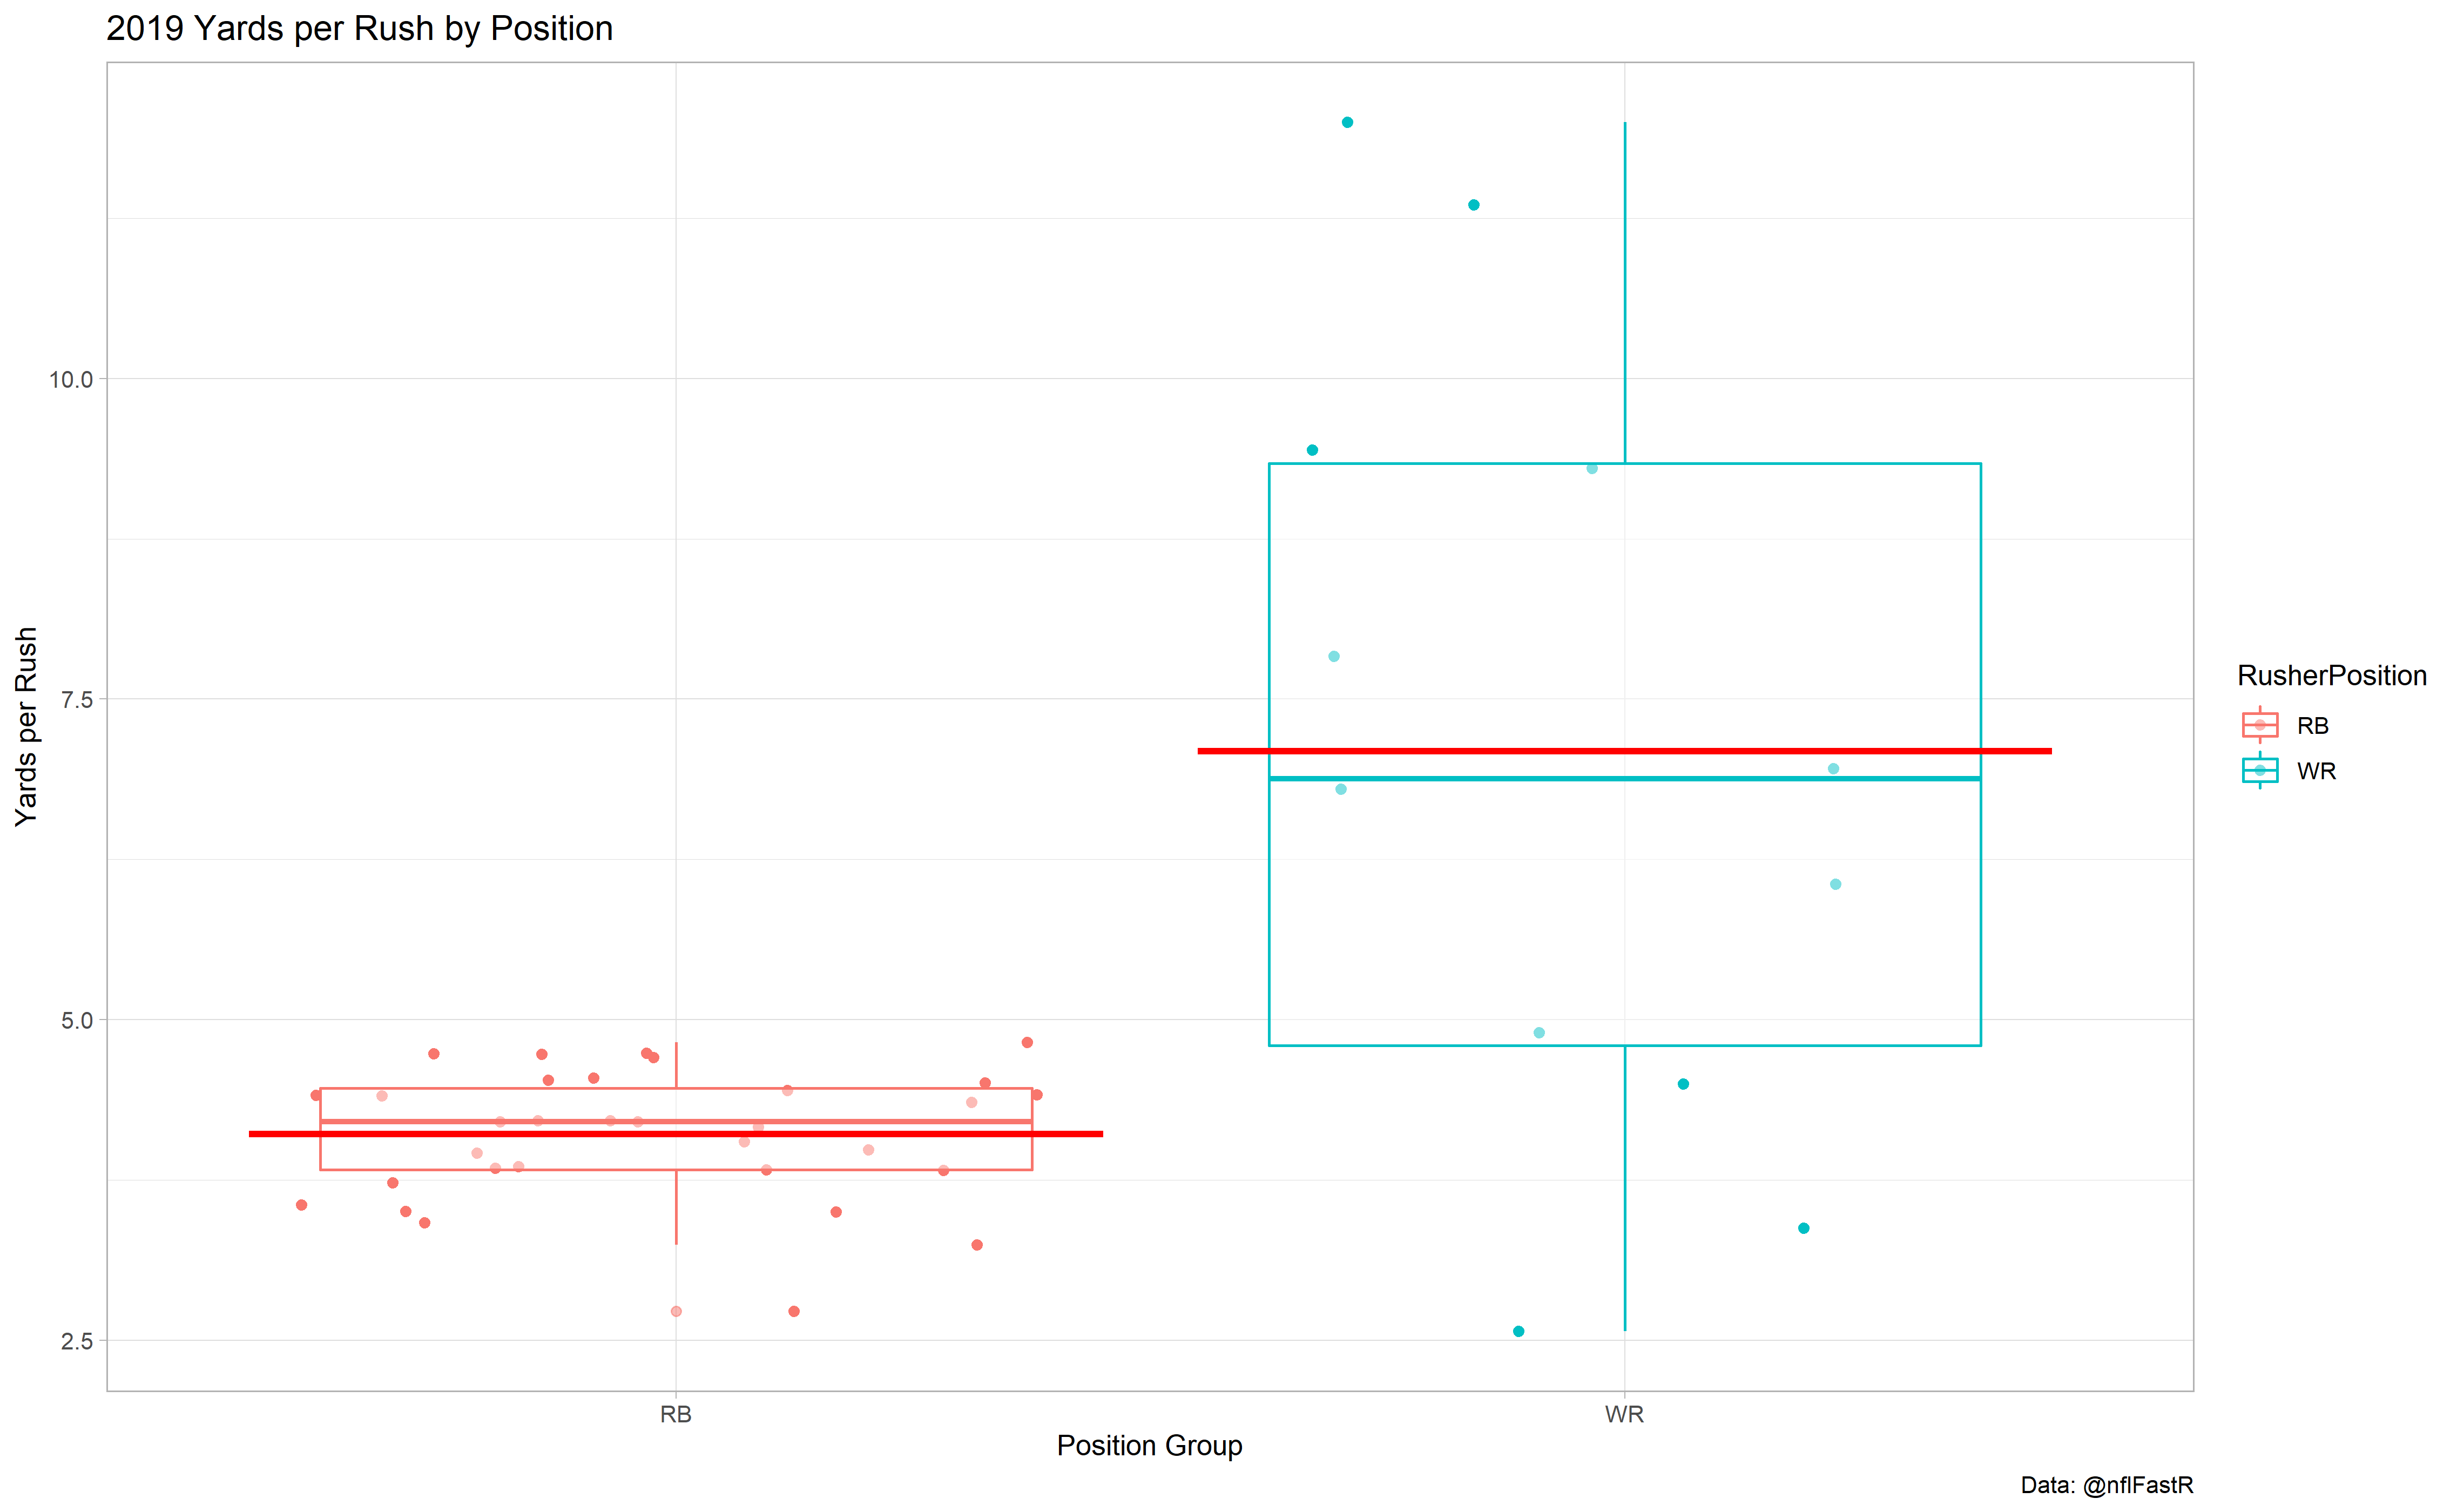 2019 Yards per Rush by Position
Yards per Rush
10.0
7.5
5.0
2.5
RB
WR
Position Group
RusherPosition
RB
WR
Data: @nflFastR